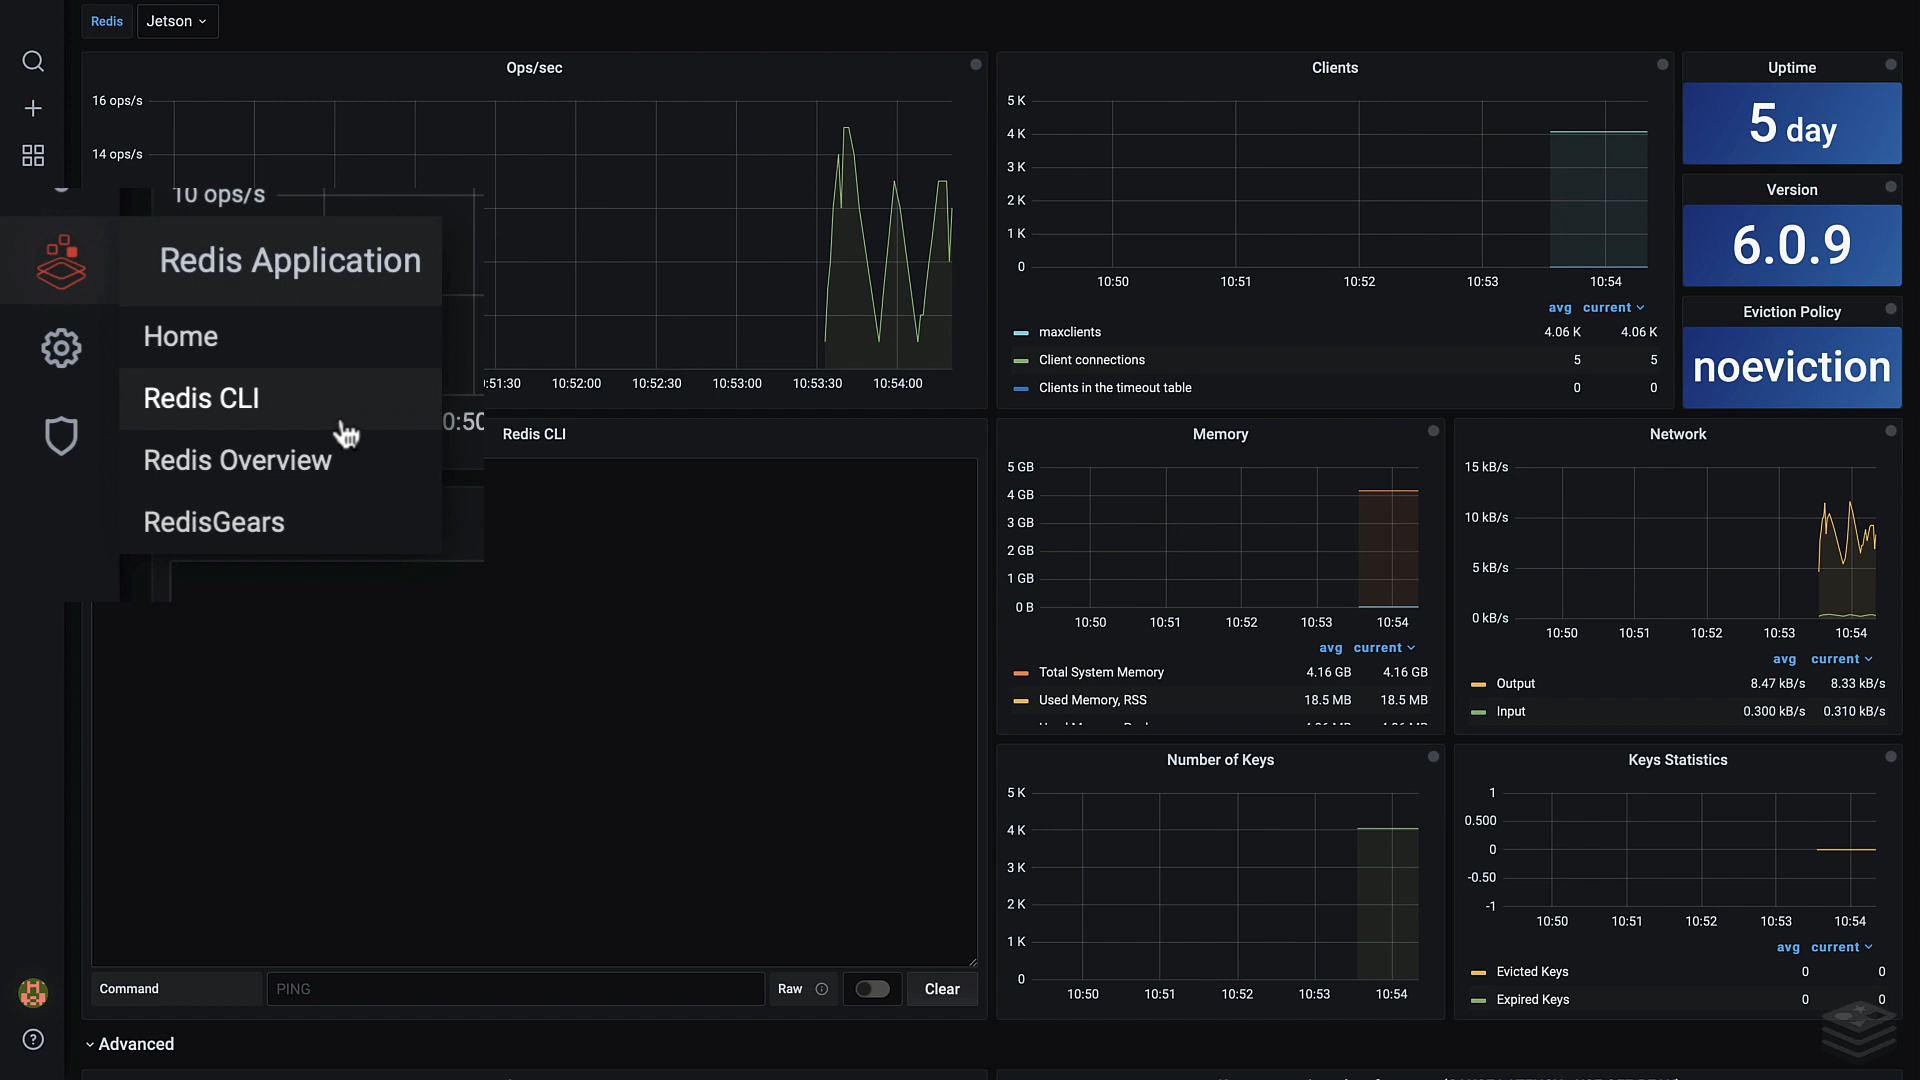 Redis
Jetson
Ops/sec
16 ops/s
14 ops/s
:51:30
10:52:00
10:52:30
10:53:00
10:53:30
10:54:00
10 ops/s
0:50
Redis Application
Home
Redis CLI
Redis Overview
RedisGears
Clients
5 K
4 K
3 K
2 K
1 K
0
10:50
10:51
10:52
10:53
10:54
avg current
maxclients 4.06 K 4.06 K
Client connections 5 5
Clients in the timeout table 0 0
Uptime
5 day
Version
6.0.9
Eviction Policy
noeviction
Redis CLI
Command
PING
Raw
Clear
Memory
5 GB
4 GB
3 GB
2 GB
1 GB
0 B
10:50
10:51
10:52
10:53
10:54
avg current
Total System Memory 4.16 GB 4.16 GB
Used Memory, RSS 18.5 MB 18.5 MB
Network
15 kB/s
10 kB/s
5 kB/s
0 kB/s
10:50
10:51
10:52
10:53
10:54
avg current
Output 8.47 kB/s 8.33 kB/s
Input 0.300 kB/s 0.310 kB/s
Number of Keys
5 K
4 K
3 K
2 K
1 K
0
10:50
10:51
10:52
10:53
10:54
Keys Statistics
1
0.500
0
-0.50
-1
10:50
10:51
10:52
10:53
10:54
avg current
Evicted Keys 0 0
Expired Keys 0 0
Advanced